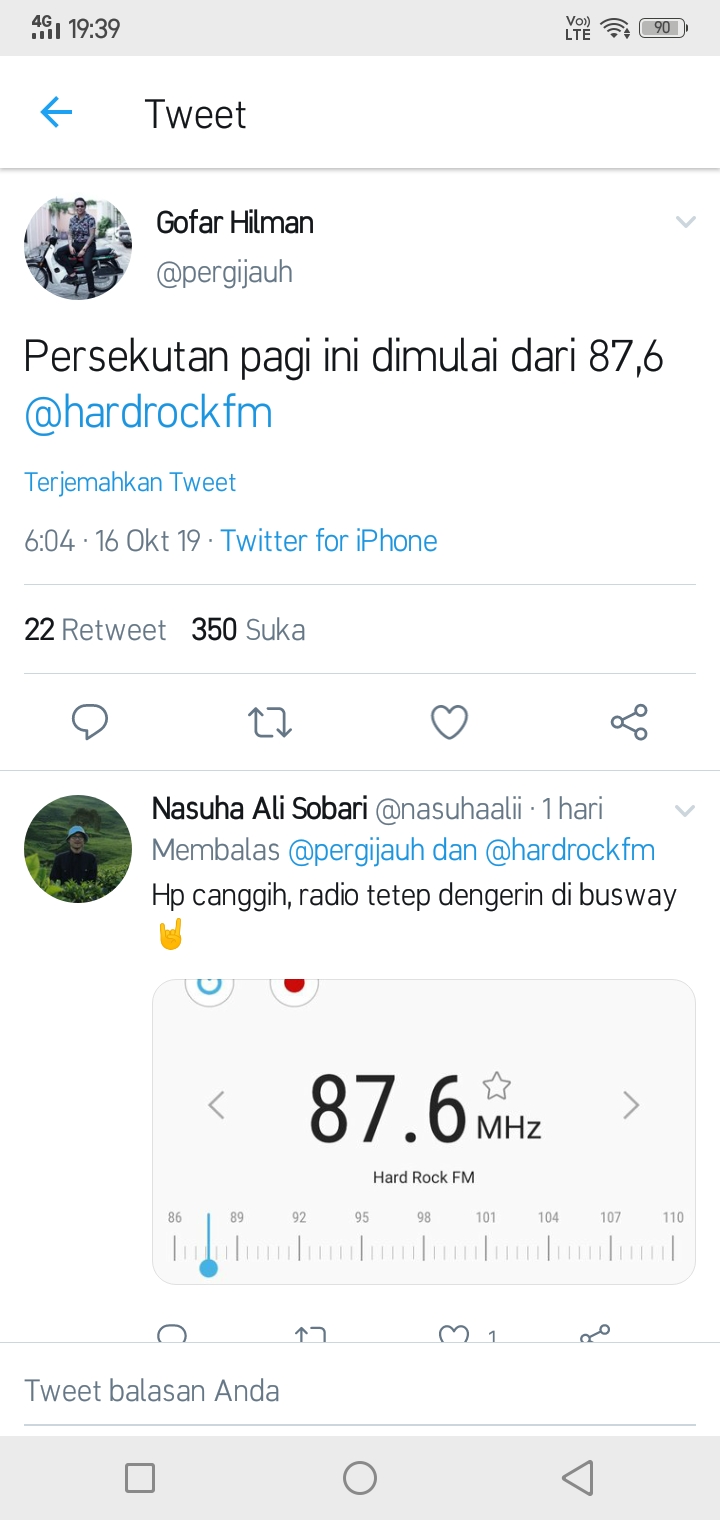 4G 19:39 Vo)) LTE 90
Tweet
Gofar Hilman
@pergijauh
Persekutan pagi ini dimulai dari 87,6
@hardrockfm
Terjemahkan Tweet
6:04 · 16 Okt 19 · Twitter for iPhone
22 Retweet 350 Suka
Nasuha Ali Sobari @nasuhaalii · 1 hari
Membalas @pergijauh dan @hardrockfm
Hp canggih, radio tetep dengerin di busway
🤘
87.6 MHz
Hard Rock FM
86 89 92 95 98 101 104 107 110
1
Tweet balasan Anda